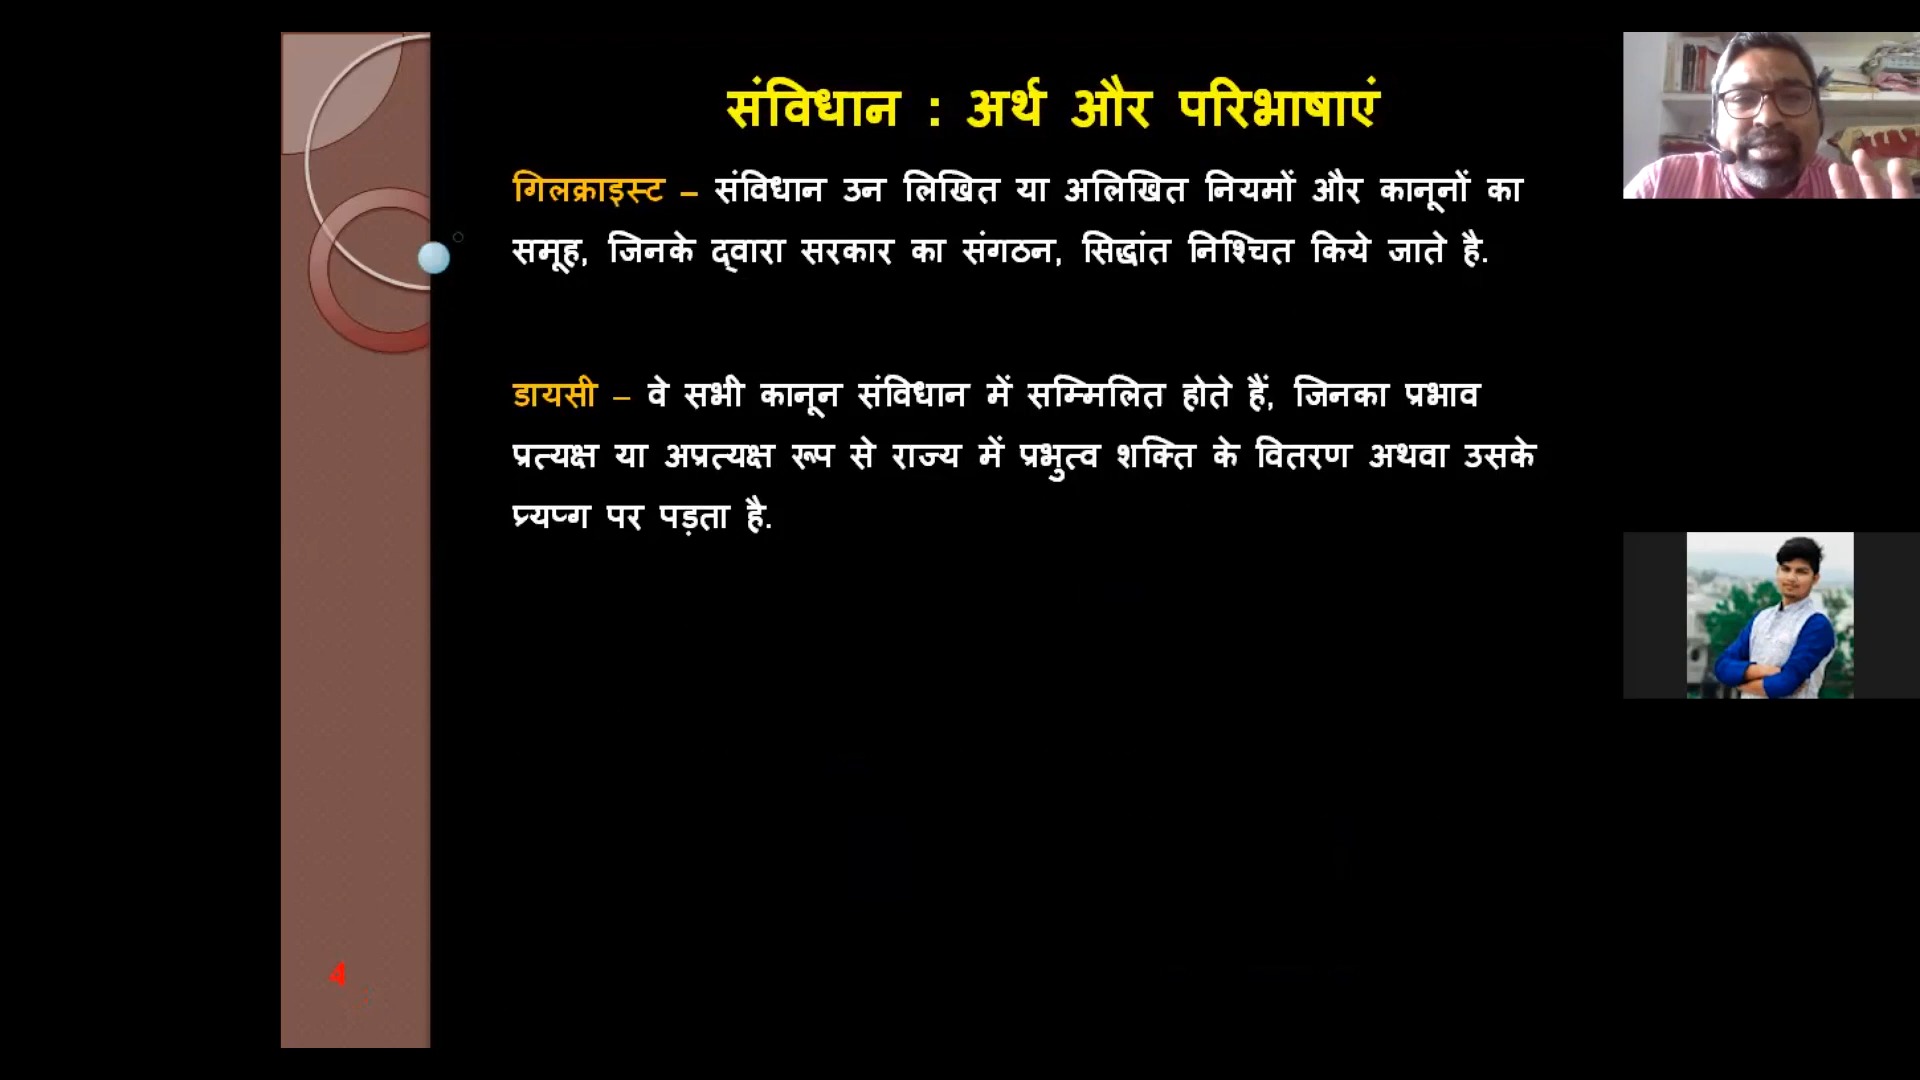 संविधान : अर्थ और परिभाषाएं
गिलक्राइस्ट – संविधान उन लिखित या अलिखित नियमों और कानूनों का
समूह, जिनके द्वारा सरकार का संगठन, सिद्धांत निश्चित किये जाते है.
डायसी – वे सभी कानून संविधान में सम्मिलित होते हैं, जिनका प्रभाव
प्रत्यक्ष या अप्रत्यक्ष रूप से राज्य में प्रभुत्व शक्ति के वितरण अथवा उसके
प्र्यप्ग पर पड़ता है.
4